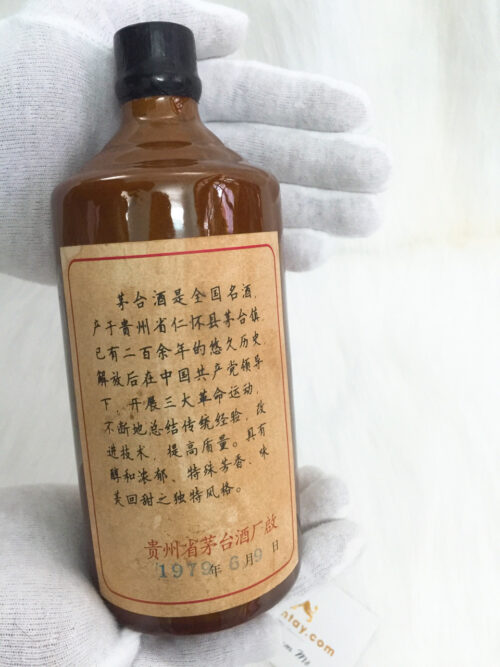 茅台酒是全国名酒，
产于贵州省仁怀县茅台镇，
已有二百余年的悠久历史，
解放后在中国共产党领导
下，开展三大革命运动，
不断地总结传统经验，改
进技术，提高质量。具有
醇和浓郁、特殊芳香、味
美回甜之独特风格。
贵州省茅台酒厂啟
1979年6月9日
ntay.com